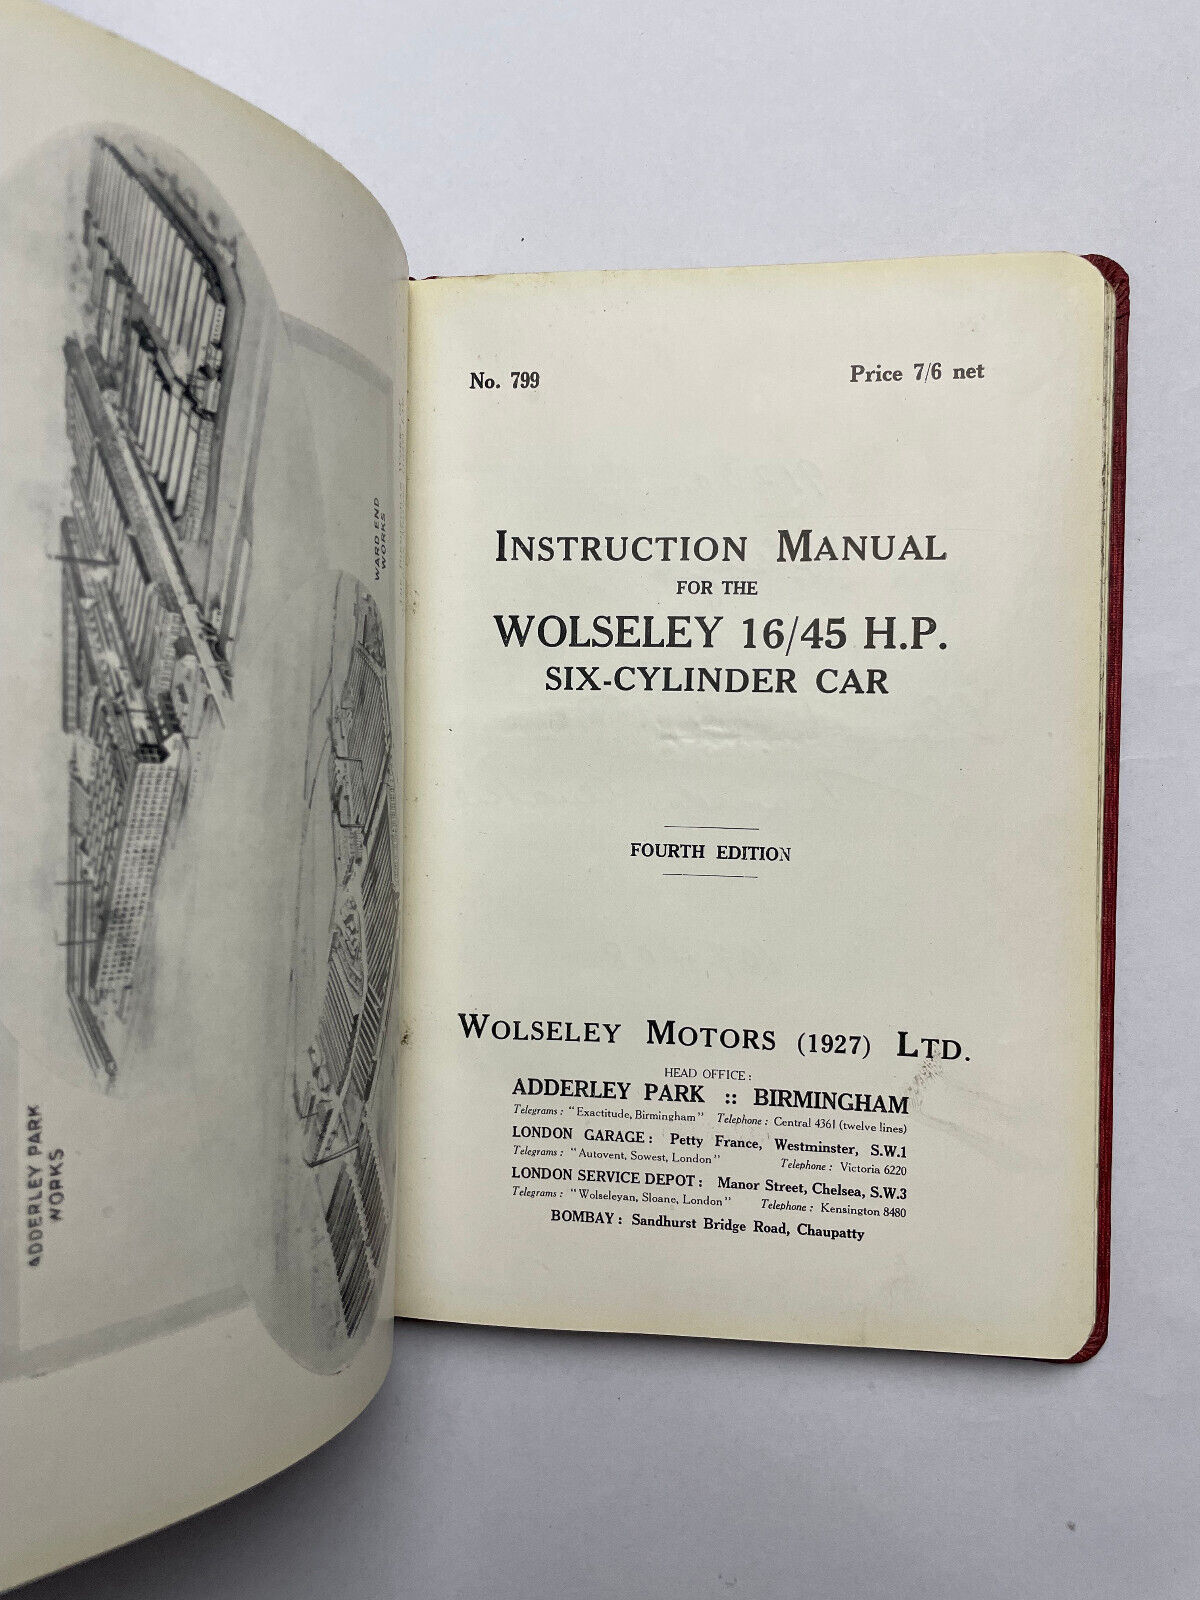 ADDERLEY PARK
WORKS
WARD END
WORKS
No. 799
Price 7/6 net
INSTRUCTION MANUAL
FOR THE
WOLSELEY 16/45 H.P.
SIX-CYLINDER CAR
FOURTH EDITION
WOLSELEY MOTORS (1927) LTD.
HEAD OFFICE:
ADDERLEY PARK :: BIRMINGHAM
Telegrams: "Exactitude, Birmingham" Telephone: Central 4361 (twelve lines)
LONDON GARAGE: Petty France, Westminster, S.W.1
Telegrams: "Autovent, Sowest, London" Telephone: Victoria 6220
LONDON SERVICE DEPOT: Manor Street, Chelsea, S.W.3
Telegrams: "Wolseleyan, Sloane, London" Telephone: Kensington 8480
BOMBAY: Sandhurst Bridge Road, Chaupatty